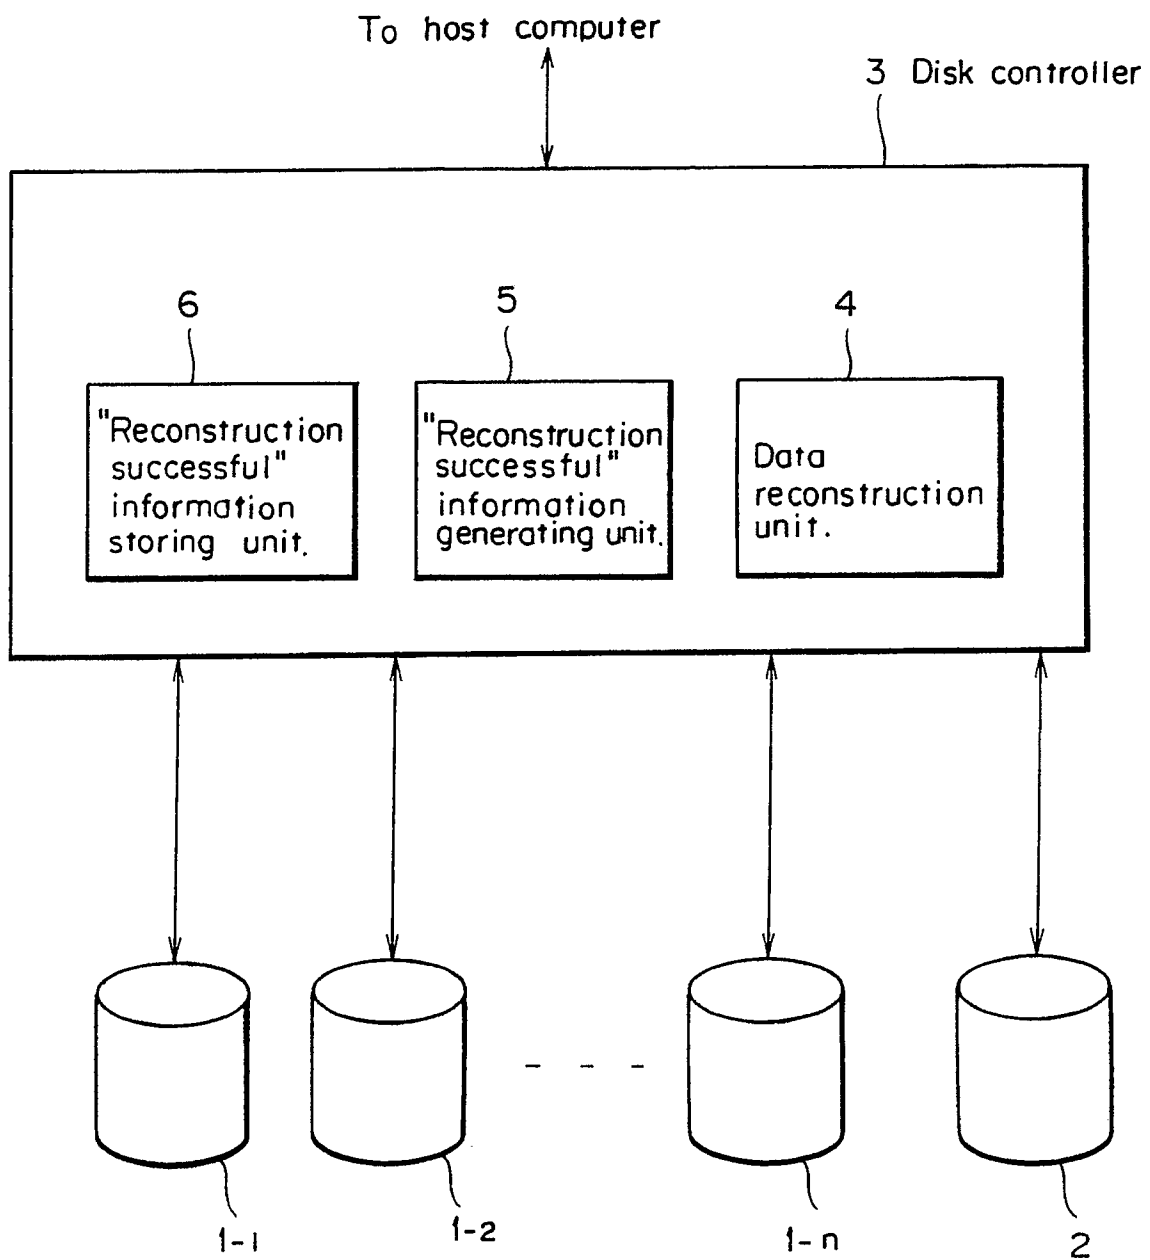 To host computer
3 Disk controller
6
5
4
"Reconstruction
successful"
information
storing unit.
"Reconstruction
successful"
information
generating unit.
Data
reconstruction
unit.
- - -
1-1
1-2
1-n
2